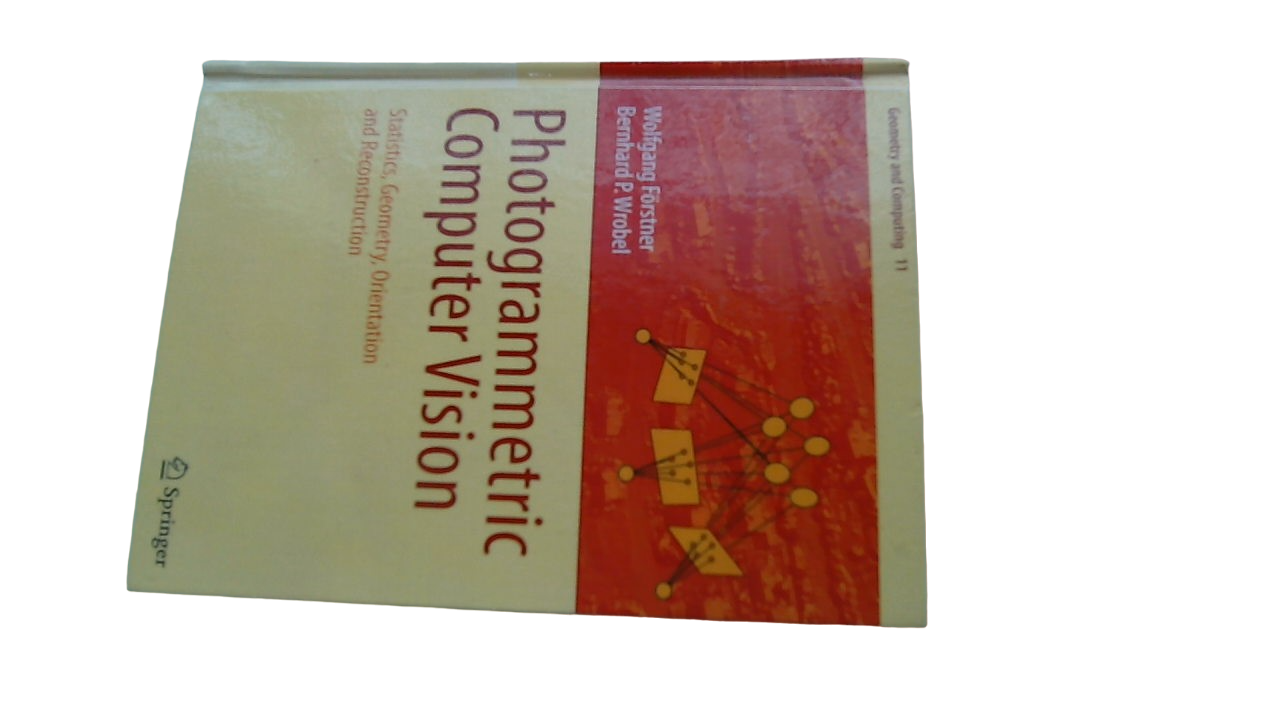 Geometry and Computing 11
Wolfgang Förstner
Bernhard P. Wrobel
Photogrammetric
Computer Vision
Statistics, Geometry, Orientation
and Reconstruction
Springer